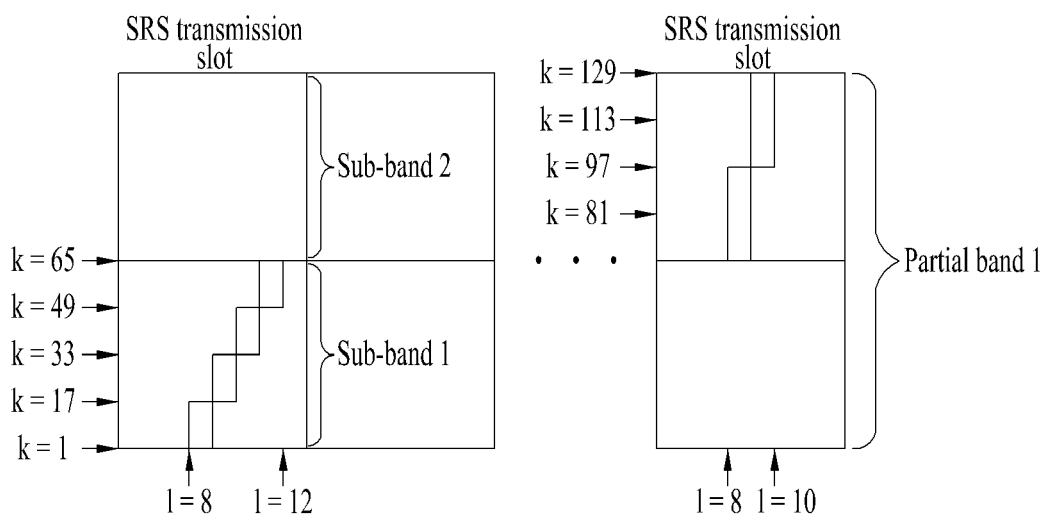 SRS transmission
slot
Sub-band 2
k = 65
k = 49
k = 33
k = 17
k = 1
Sub-band 1
l = 8
l = 12
SRS transmission
slot
k = 129
k = 113
k = 97
k = 81
Partial band 1
l = 8
l = 10